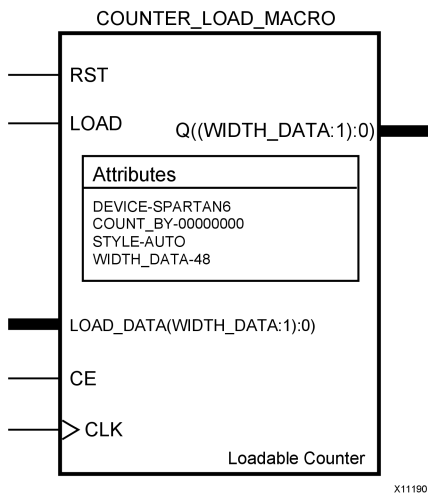 COUNTER_LOAD_MACRO
RST
LOAD
Q((WIDTH_DATA:1):0)
Attributes
DEVICE-SPARTAN6
COUNT_BY-00000000
STYLE-AUTO
WIDTH_DATA-48
LOAD_DATA(WIDTH_DATA:1):0)
CE
CLK
Loadable Counter
X11190